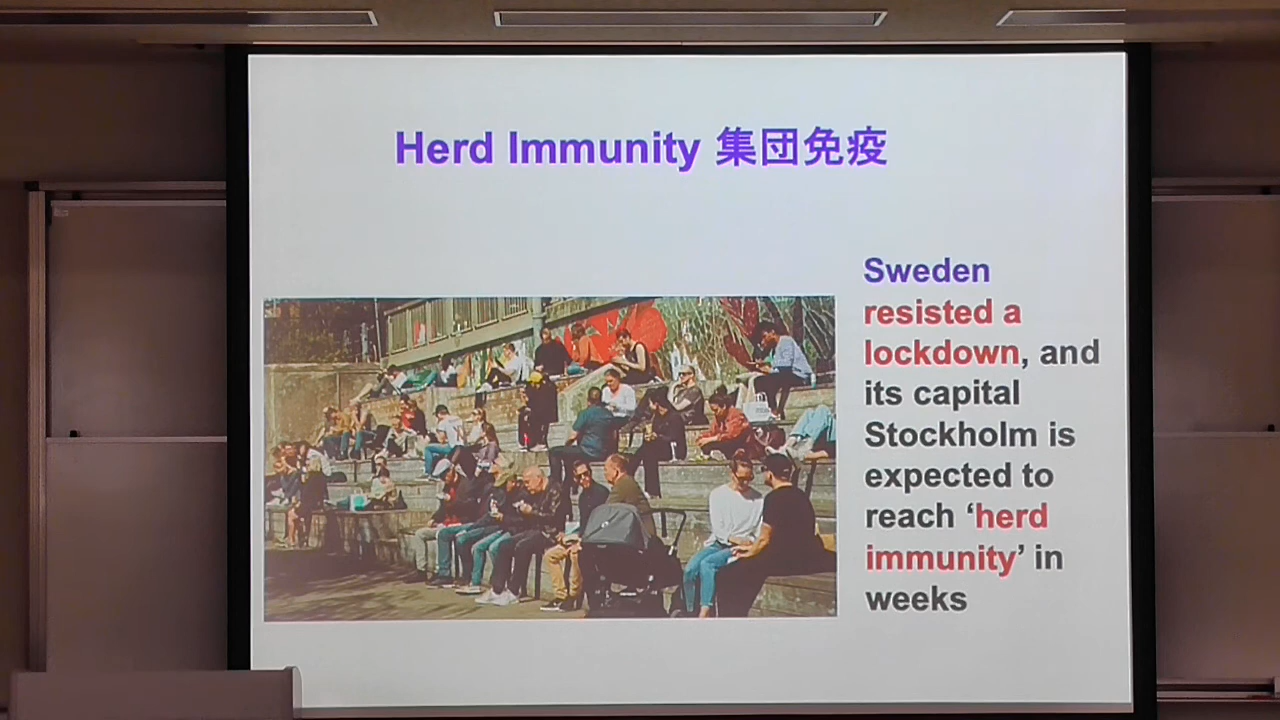 Herd Immunity 集団免疫
Sweden
resisted a
lockdown, and
its capital
Stockholm is
expected to
reach ‘herd
immunity’ in
weeks